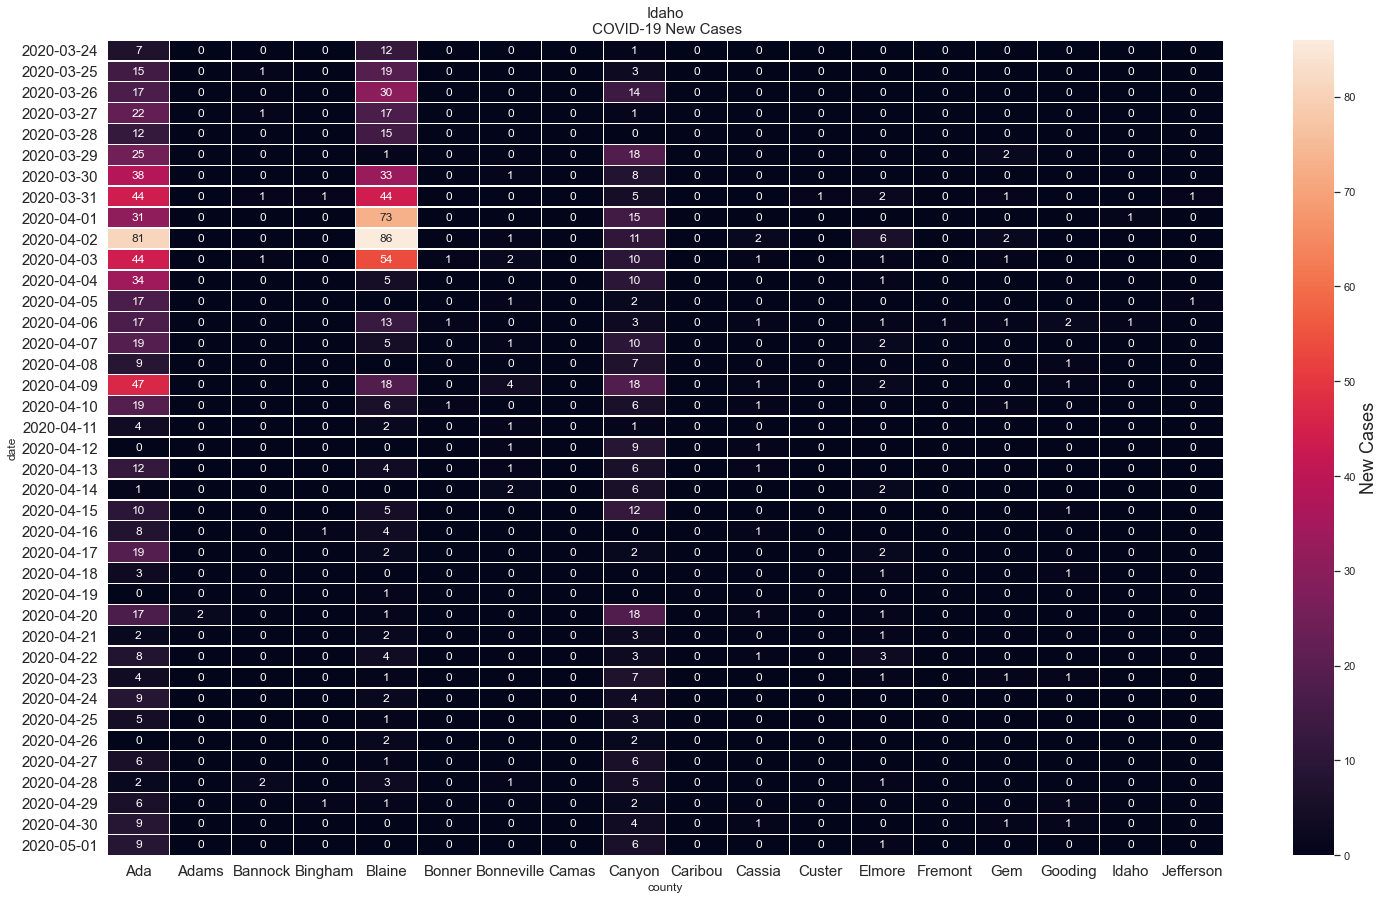 Idaho
COVID-19 New Cases
2020-03-24 7 0 0 0 12 0 0 0 1 0 0 0 0 0 0 0 0 0
2020-03-25 15 0 1 0 19 0 0 0 3 0 0 0 0 0 0 0 0 0
2020-03-26 17 0 0 0 30 0 0 0 14 0 0 0 0 0 0 0 0 0
2020-03-27 22 0 1 0 17 0 0 0 1 0 0 0 0 0 0 0 0 0
2020-03-28 12 0 0 0 15 0 0 0 0 0 0 0 0 0 0 0 0 0
2020-03-29 25 0 0 0 1 0 0 0 18 0 0 0 0 0 2 0 0 0
2020-03-30 38 0 0 0 33 0 1 0 8 0 0 0 0 0 0 0 0 0
2020-03-31 44 0 1 1 44 0 0 0 5 0 0 1 2 0 1 0 0 1
2020-04-01 31 0 0 0 73 0 0 0 15 0 0 0 0 0 0 0 1 0
2020-04-02 81 0 0 0 86 0 1 0 11 0 2 0 6 0 2 0 0 0
2020-04-03 44 0 1 0 54 1 2 0 10 0 1 0 1 0 1 0 0 0
2020-04-04 34 0 0 0 5 0 0 0 10 0 0 0 1 0 0 0 0 0
2020-04-05 17 0 0 0 0 0 1 0 2 0 0 0 0 0 0 0 0 1
2020-04-06 17 0 0 0 13 1 0 0 3 0 1 0 1 1 1 2 1 0
2020-04-07 19 0 0 0 5 0 1 0 10 0 0 0 2 0 0 0 0 0
2020-04-08 9 0 0 0 0 0 0 0 7 0 0 0 0 0 0 1 0 0
2020-04-09 47 0 0 0 18 0 4 0 18 0 1 0 2 0 0 1 0 0
2020-04-10 19 0 0 0 6 1 0 0 6 0 1 0 0 0 1 0 0 0
2020-04-11 4 0 0 0 2 0 1 0 1 0 0 0 0 0 0 0 0 0
2020-04-12 0 0 0 0 0 0 1 0 9 0 1 0 0 0 0 0 0 0
2020-04-13 12 0 0 0 4 0 1 0 6 0 1 0 0 0 0 0 0 0
2020-04-14 1 0 0 0 0 0 2 0 6 0 0 0 2 0 0 0 0 0
2020-04-15 10 0 0 0 5 0 0 0 12 0 0 0 0 0 0 1 0 0
2020-04-16 8 0 0 1 4 0 0 0 0 0 1 0 0 0 0 0 0 0
2020-04-17 19 0 0 0 2 0 0 0 2 0 0 0 2 0 0 0 0 0
2020-04-18 3 0 0 0 0 0 0 0 0 0 0 0 1 0 0 1 0 0
2020-04-19 0 0 0 0 1 0 0 0 0 0 0 0 0 0 0 0 0 0
2020-04-20 17 2 0 0 1 0 0 0 18 0 1 0 1 0 0 0 0 0
2020-04-21 2 0 0 0 2 0 0 0 3 0 0 0 1 0 0 0 0 0
2020-04-22 8 0 0 0 4 0 0 0 3 0 1 0 3 0 0 0 0 0
2020-04-23 4 0 0 0 1 0 0 0 7 0 0 0 1 0 1 1 0 0
2020-04-24 9 0 0 0 2 0 0 0 4 0 0 0 0 0 0 0 0 0
2020-04-25 5 0 0 0 1 0 0 0 3 0 0 0 0 0 0 0 0 0
2020-04-26 0 0 0 0 2 0 0 0 2 0 0 0 0 0 0 0 0 0
2020-04-27 6 0 0 0 1 0 0 0 6 0 0 0 0 0 0 0 0 0
2020-04-28 2 0 2 0 3 0 1 0 5 0 0 0 1 0 0 0 0 0
2020-04-29 6 0 0 1 1 0 0 0 2 0 0 0 0 0 0 1 0 0
2020-04-30 9 0 0 0 0 0 0 0 4 0 1 0 0 0 1 1 0 0
2020-05-01 9 0 0 0 0 0 0 0 6 0 0 0 1 0 0 0 0 0
Ada Adams Bannock Bingham Blaine Bonner Bonneville Camas Canyon Caribou Cassia Custer Elmore Fremont Gem Gooding Idaho Jefferson
county
date
80
70
60
50
40
30
20
10
0
New Cases